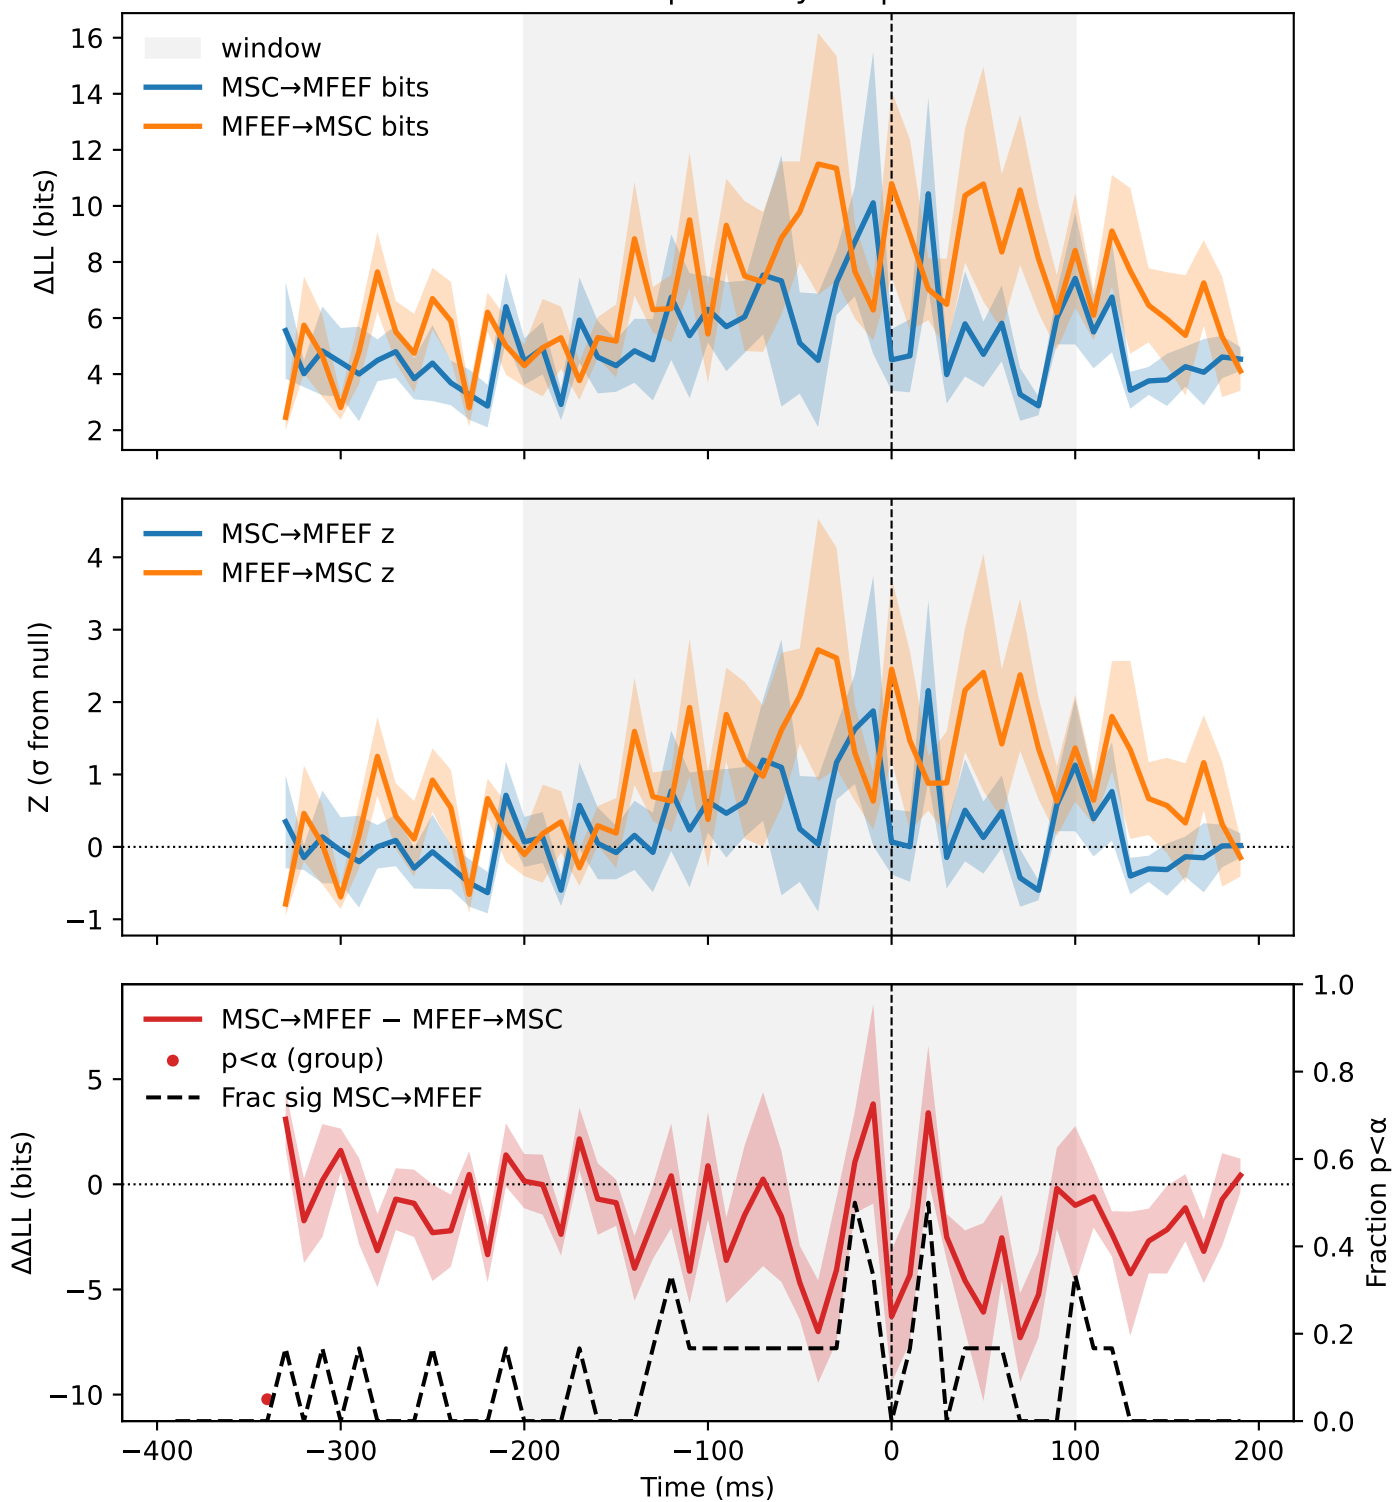 16
14
12
10
8
6
4
2
ΔLL (bits)
window
MSC→MFEF bits
MFEF→MSC bits
4
3
2
1
0
−1
Z (σ from null)
MSC→MFEF z
MFEF→MSC z
5
0
−5
−10
ΔΔLL (bits)
MSC→MFEF − MFEF→MSC
p<α (group)
Frac sig MSC→MFEF
1.0
0.8
0.6
0.4
0.2
0.0
Fraction p<α
−400
−300
−200
−100
0
100
200
Time (ms)